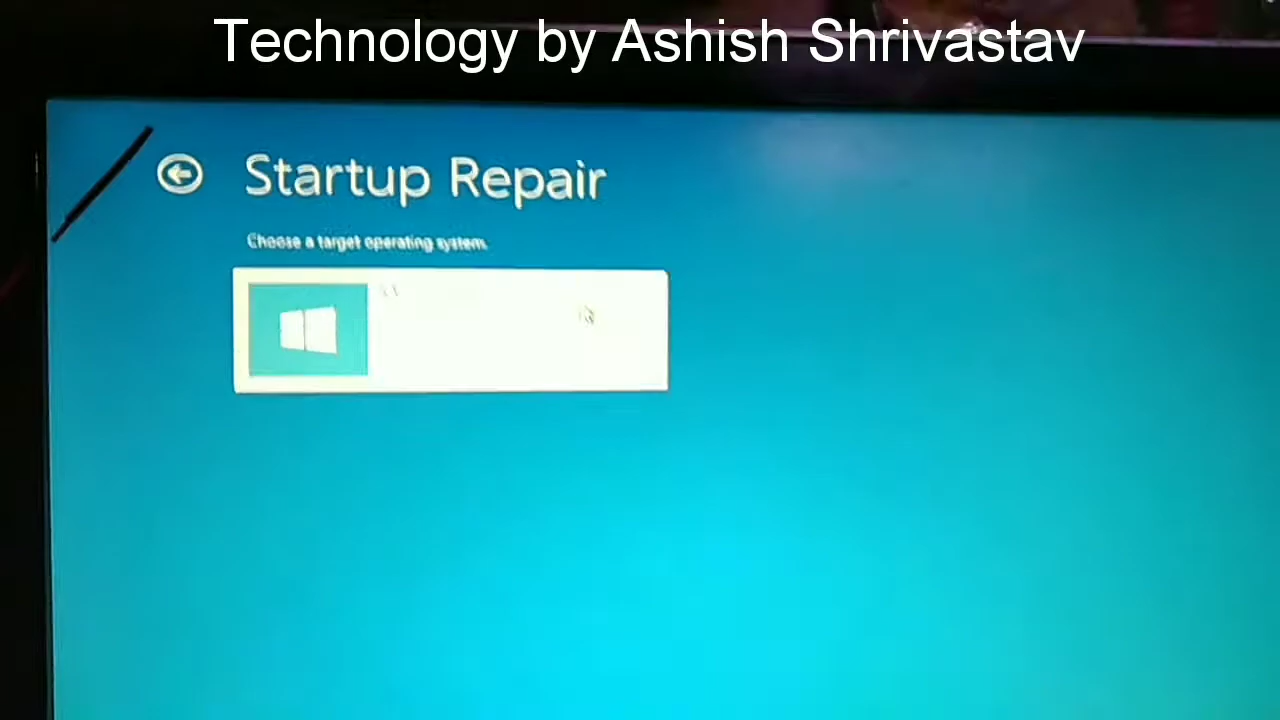 Technology by Ashish Shrivastav
Startup Repair
Choose a target operating system.